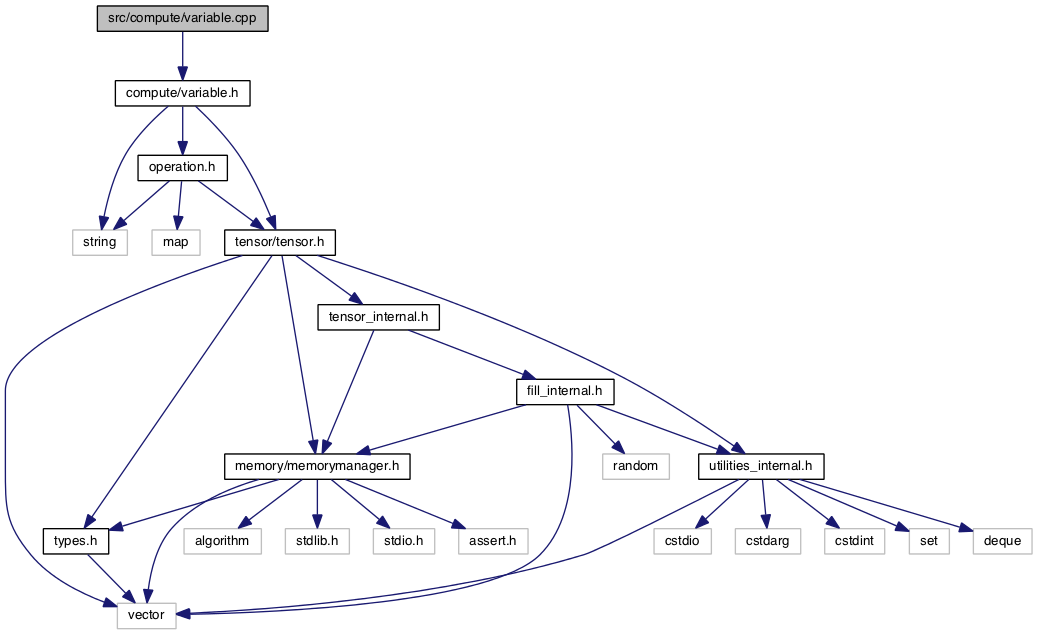 src/compute/variable.cpp
compute/variable.h
operation.h
string
map
tensor/tensor.h
tensor_internal.h
fill_internal.h
memory/memorymanager.h
random
utilities_internal.h
types.h
algorithm
stdlib.h
stdio.h
assert.h
cstdio
cstdarg
cstdint
set
deque
vector